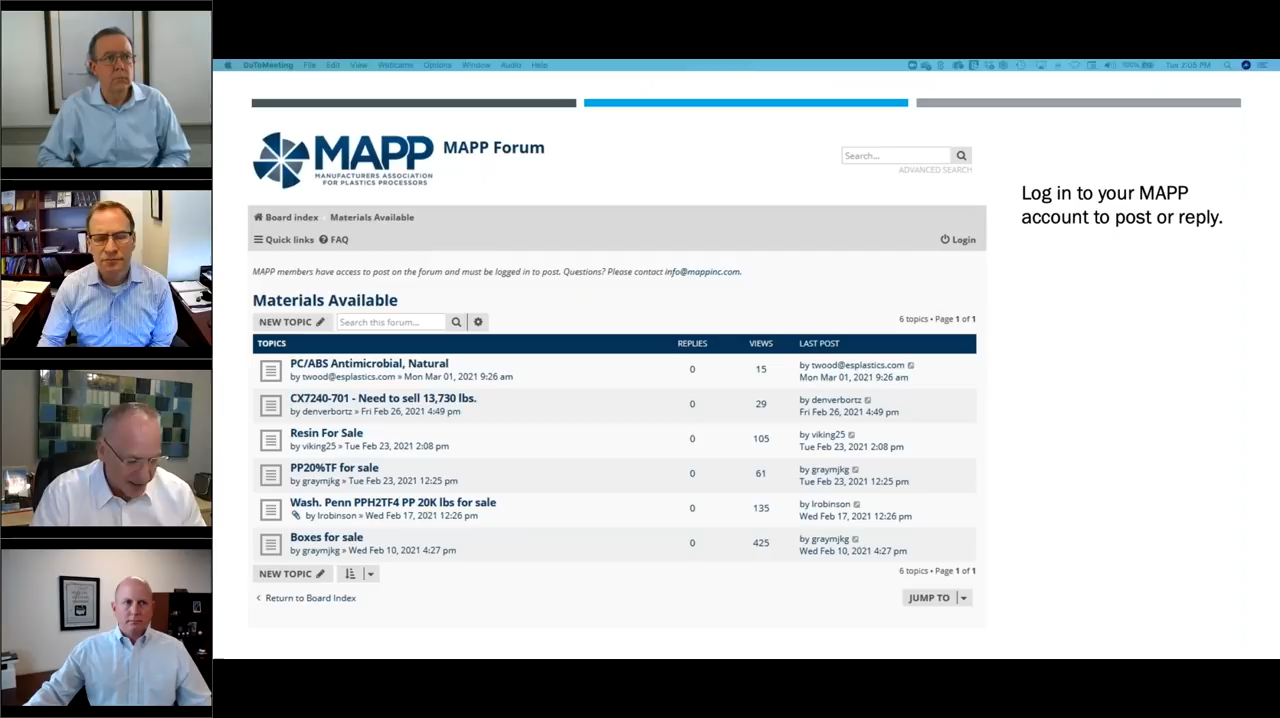 GoToMeeting File Edit View Webcams Options Window Audio Help
100% Tue 2:05 PM
MAPP
MANUFACTURERS ASSOCIATION
FOR PLASTICS PROCESSORS
MAPP Forum
Search...
ADVANCED SEARCH
Log in to your MAPP
account to post or reply.
Board index Materials Available
Quick links FAQ
Login
MAPP members have access to post on the forum and must be logged in to post. Questions? Please contact info@mappinc.com.
Materials Available
NEW TOPIC Search this forum...
6 topics • Page 1 of 1
TOPICS REPLIES VIEWS LAST POST
PC/ABS Antimicrobial, Natural
by twood@esplastics.com » Mon Mar 01, 2021 9:26 am
0 15
by twood@esplastics.com
Mon Mar 01, 2021 9:26 am
CX7240-701 - Need to sell 13,730 lbs.
by denverbortz » Fri Feb 26, 2021 4:49 pm
0 29
by denverbortz
Fri Feb 26, 2021 4:49 pm
Resin For Sale
by viking25 » Tue Feb 23, 2021 2:08 pm
0 105
by viking25
Tue Feb 23, 2021 2:08 pm
PP20%TF for sale
by graymjkg » Tue Feb 23, 2021 12:25 pm
0 61
by graymjkg
Tue Feb 23, 2021 12:25 pm
Wash. Penn PPH2TF4 PP 20K lbs for sale
by lrobinson » Wed Feb 17, 2021 12:26 pm
0 135
by lrobinson
Wed Feb 17, 2021 12:26 pm
Boxes for sale
by graymjkg » Wed Feb 10, 2021 4:27 pm
0 425
by graymjkg
Wed Feb 10, 2021 4:27 pm
NEW TOPIC
6 topics • Page 1 of 1
Return to Board Index
JUMP TO